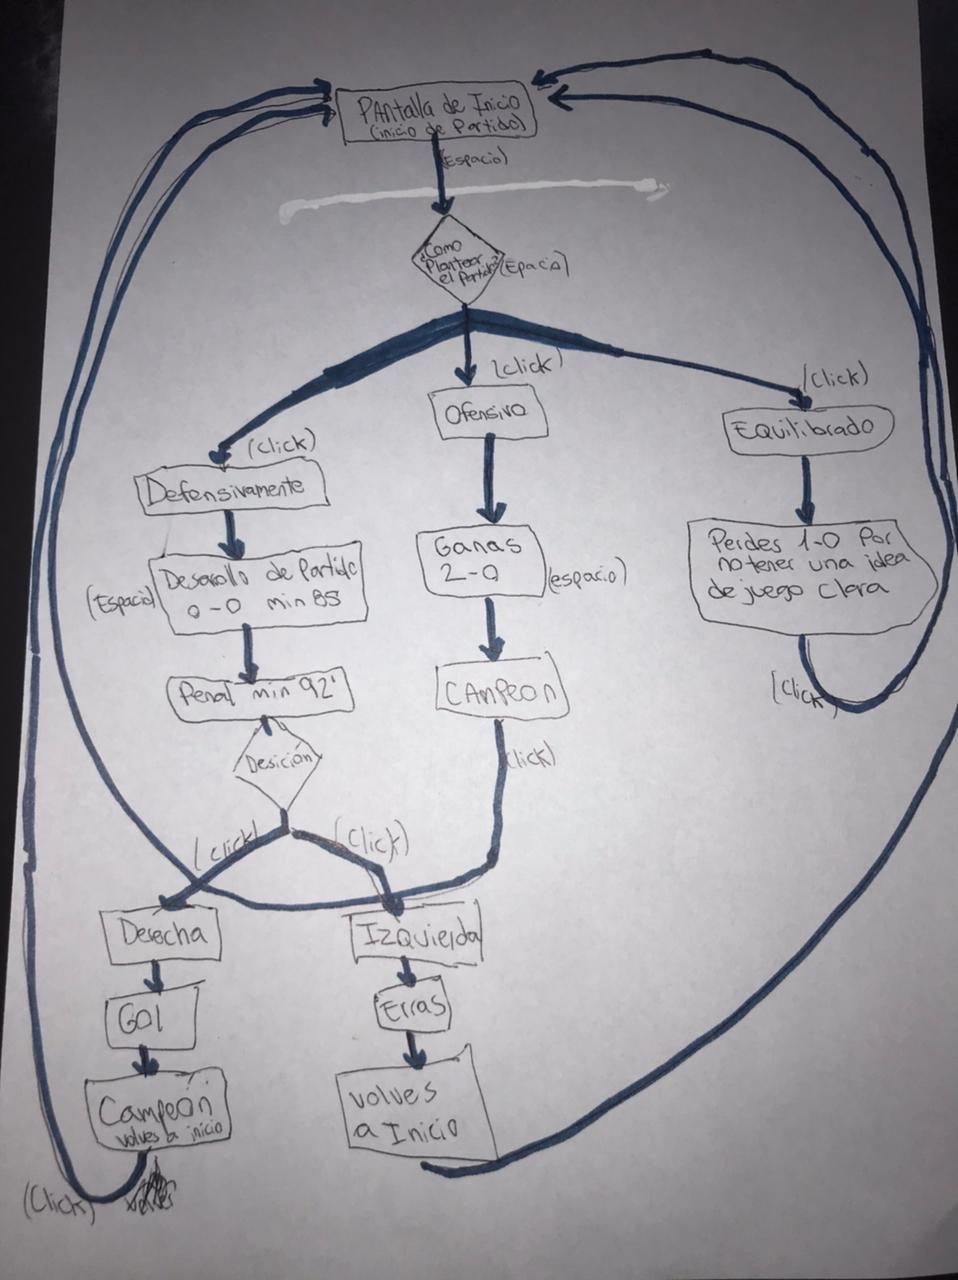 PAntalla de Inicio
(inicio de Partido)
(Espacio)
¿Como
Plantear
el Partido?
(Epacio)
(click)
(click)
(click)
Ofensivo
Equilibrado
Defensivamente
Ganas
2-0
(espacio)
Perdes 1-0 Por
no tener una idea
de juego clara
(Espacio)
Desarollo de Partido
0-0 min 85
Penal min 92'
CAmpeon
(Click)
Desición
(click)
(click)
(Click)
Derecha
Izquierda
Gol
Erras
Campeón
volves a inicio
volves
a Inicio
(Click)